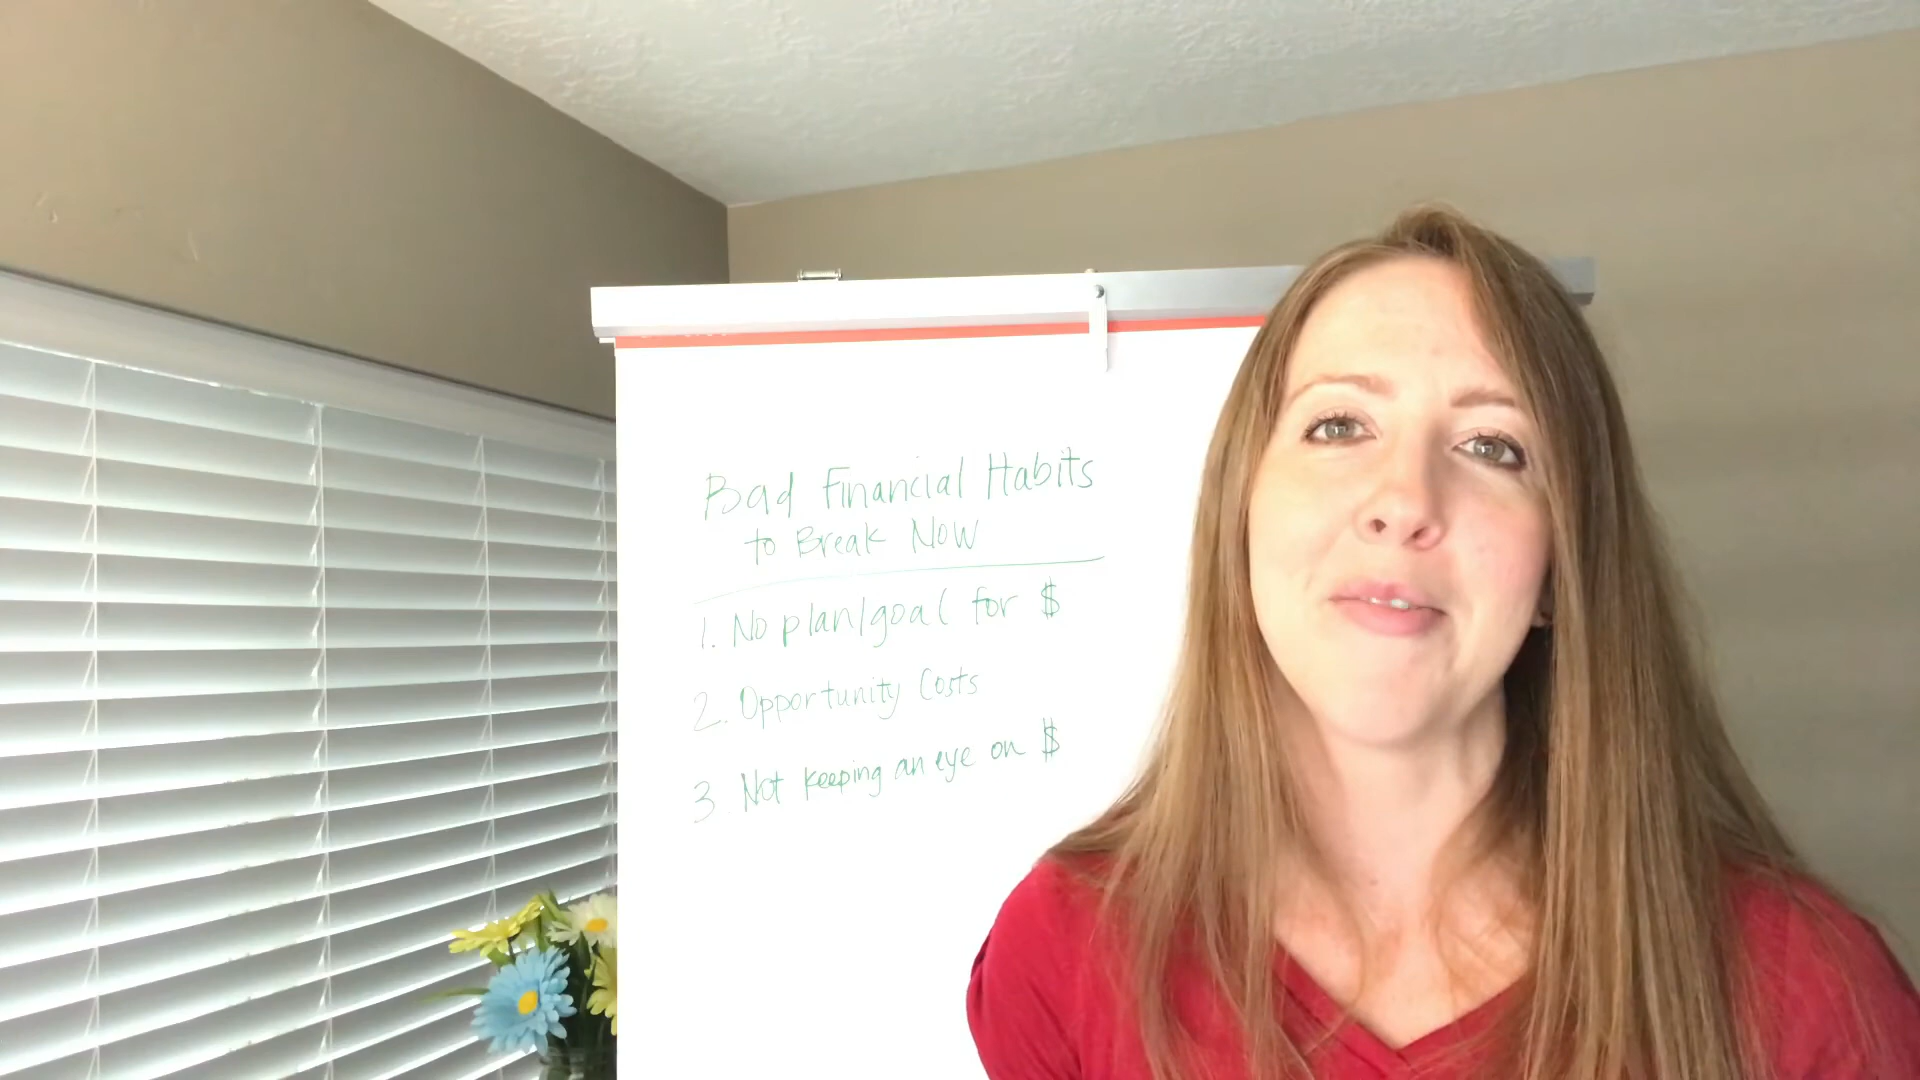 Bad Financial Habits
to Break Now
1. No plan/goal for $
2. Opportunity Costs
3. Not keeping an eye on $